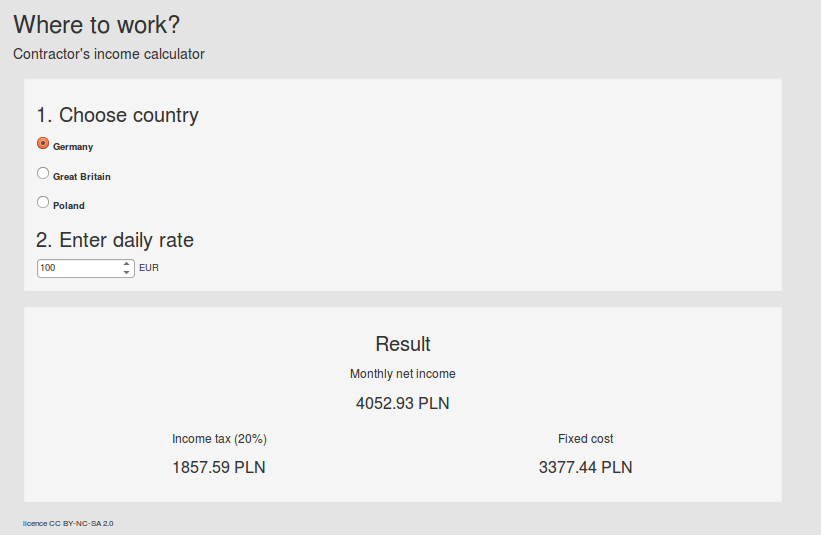 Where to work?
Contractor's income calculator
1. Choose country
Germany
Great Britain
Poland
2. Enter daily rate
100 EUR
Result
Monthly net income
4052.93 PLN
Income tax (20%) Fixed cost
1857.59 PLN 3377.44 PLN
licence CC BY-NC-SA 2.0